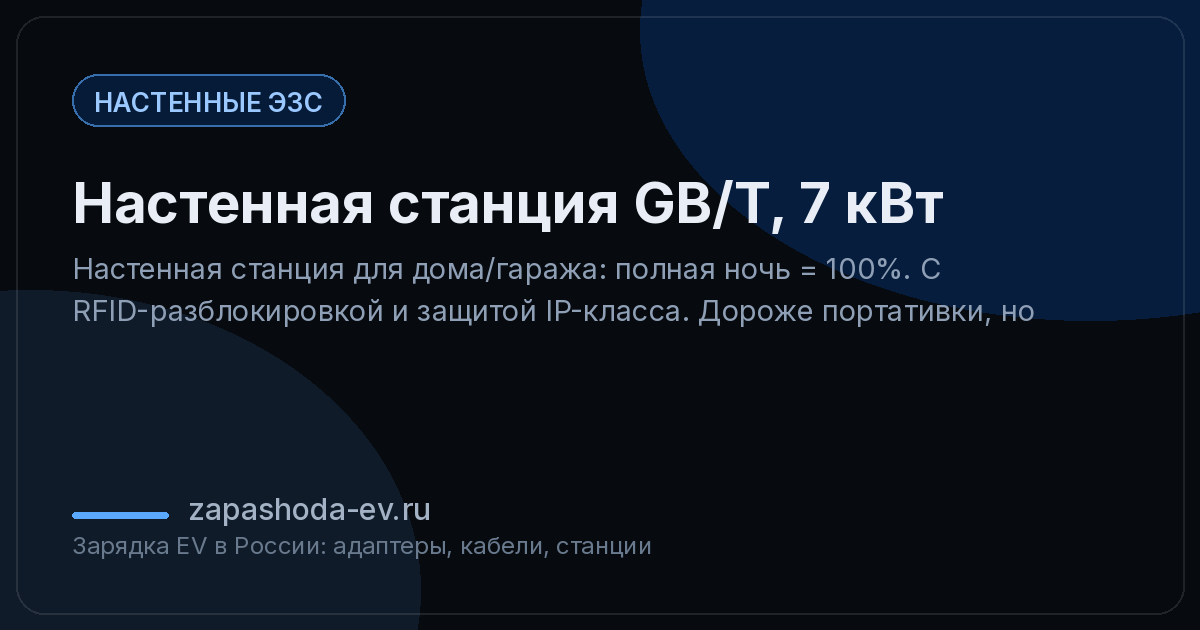 НАСТЕННЫЕ ЭЗС
Настенная станция GB/T, 7 кВт
Настенная станция для дома/гаража: полная ночь = 100%. С
RFID-разблокировкой и защитой IP-класса. Дороже портативки, но
zapashoda-ev.ru
Зарядка EV в России: адаптеры, кабели, станции